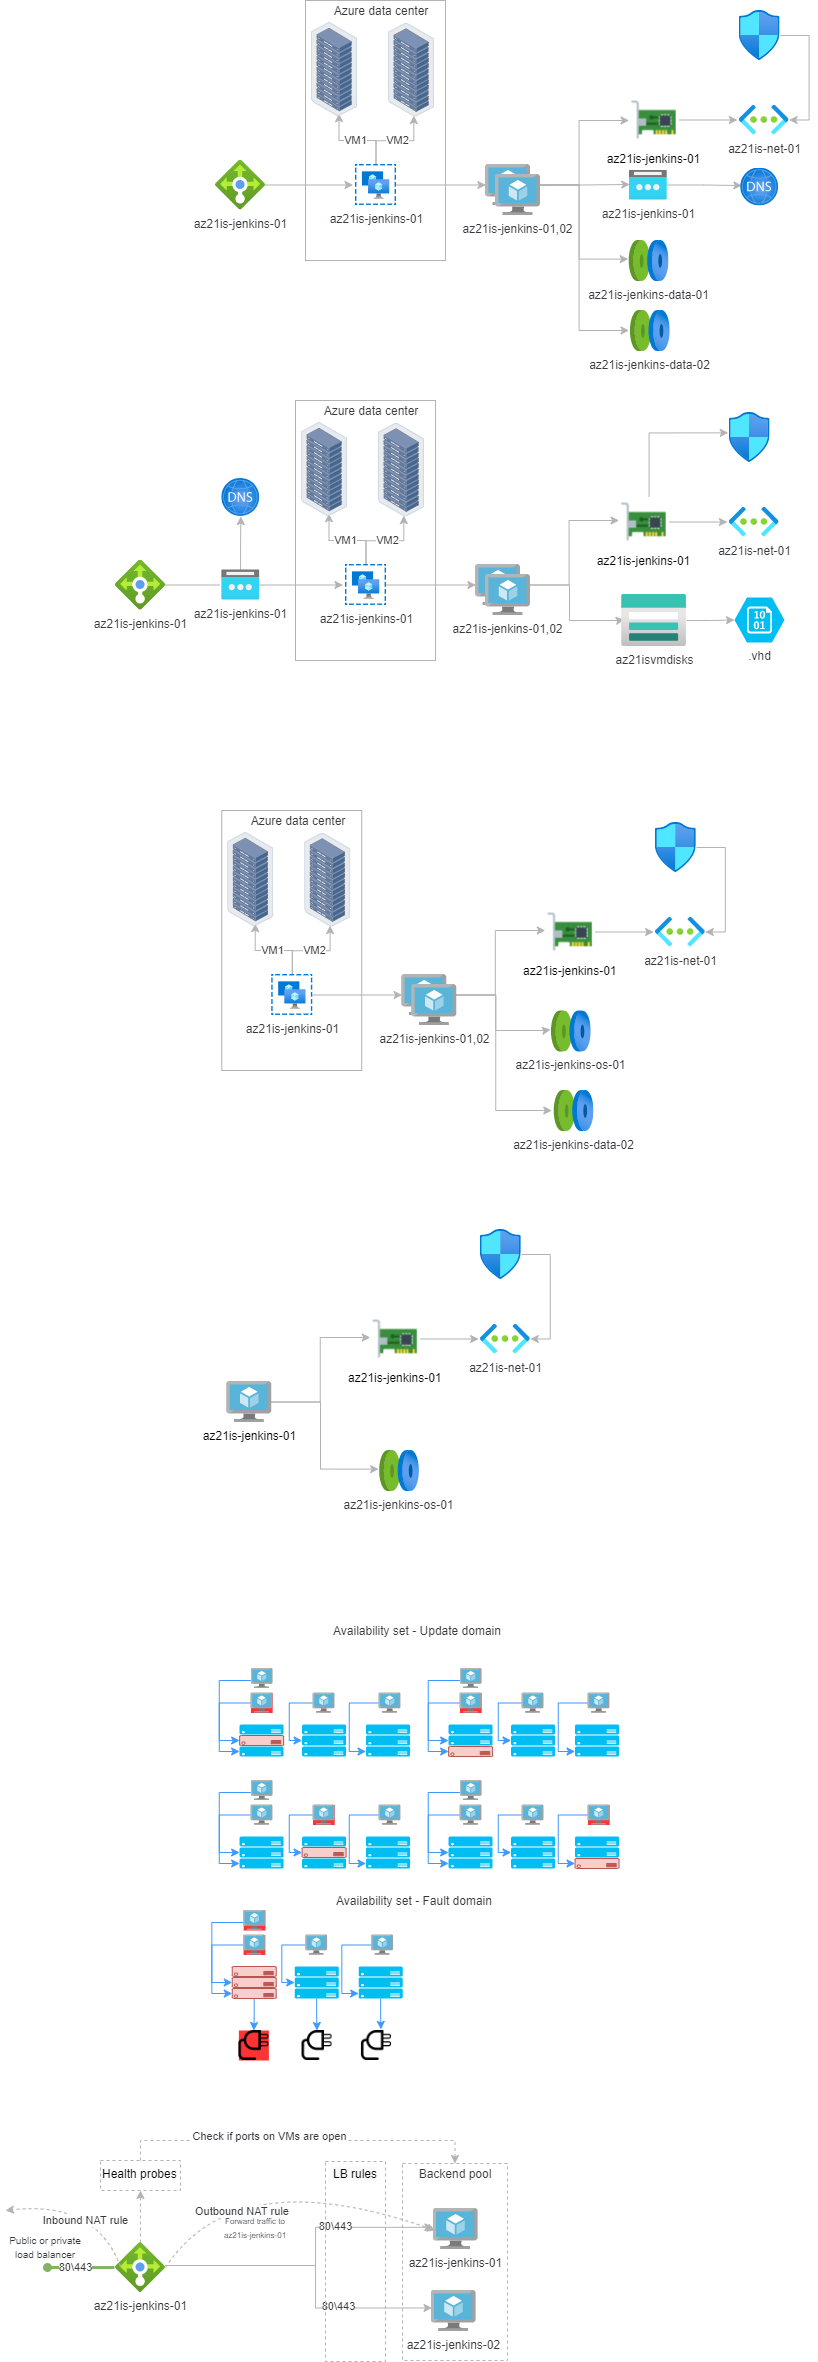 Azure data center
VM1
VM2
az21is-jenkins-01
az21is-net-01
az21is-jenkins-01
az21is-jenkins-01
az21is-jenkins-01,02
az21is-jenkins-01
DNS
az21is-jenkins-data-01
az21is-jenkins-data-02
Azure data center
DNS
VM1
VM2
az21is-net-01
az21is-jenkins-01
az21is-jenkins-01
az21is-jenkins-01
az21is-jenkins-01
az21is-jenkins-01,02
10
01
az21isvmdisks
.vhd
Azure data center
VM1
VM2
az21is-net-01
az21is-jenkins-01
az21is-jenkins-01
az21is-jenkins-01,02
az21is-jenkins-os-01
az21is-jenkins-data-02
az21is-net-01
az21is-jenkins-01
az21is-jenkins-01
az21is-jenkins-os-01
Availability set - Update domain
Availability set - Fault domain
Check if ports on VMs are open
Health probes
LB rules
Backend pool
Inbound NAT rule
Outbound NAT rule
Forward traffic to
az21is-jenkins-01
80\443
Public or private
load balancer
80\443
az21is-jenkins-01
az21is-jenkins-01
80\443
az21is-jenkins-02